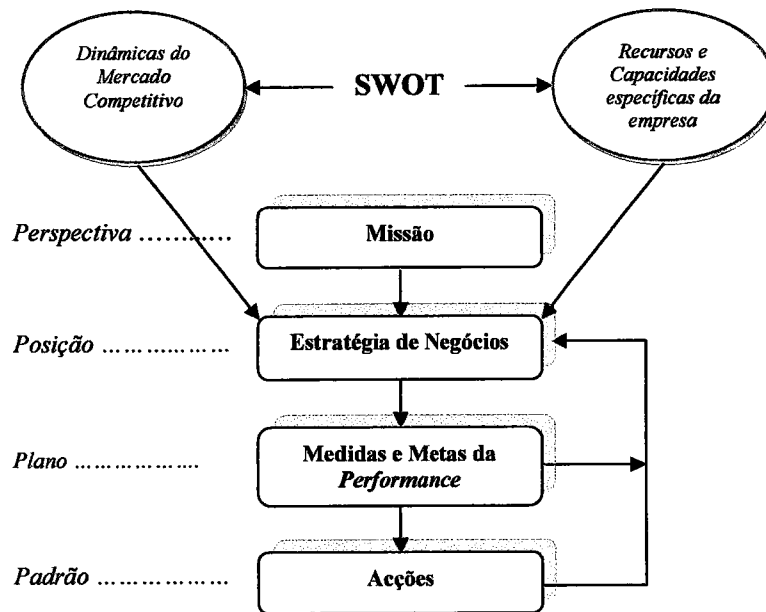 Dinâmicas do
Mercado
Competitivo
SWOT
Recursos e
Capacidades
específicas da
empresa
Perspectiva ............
Missão
Posição .....................
Estratégia de Negócios
Plano ....................
Medidas e Metas da
Performance
Padrão .....................
Acções